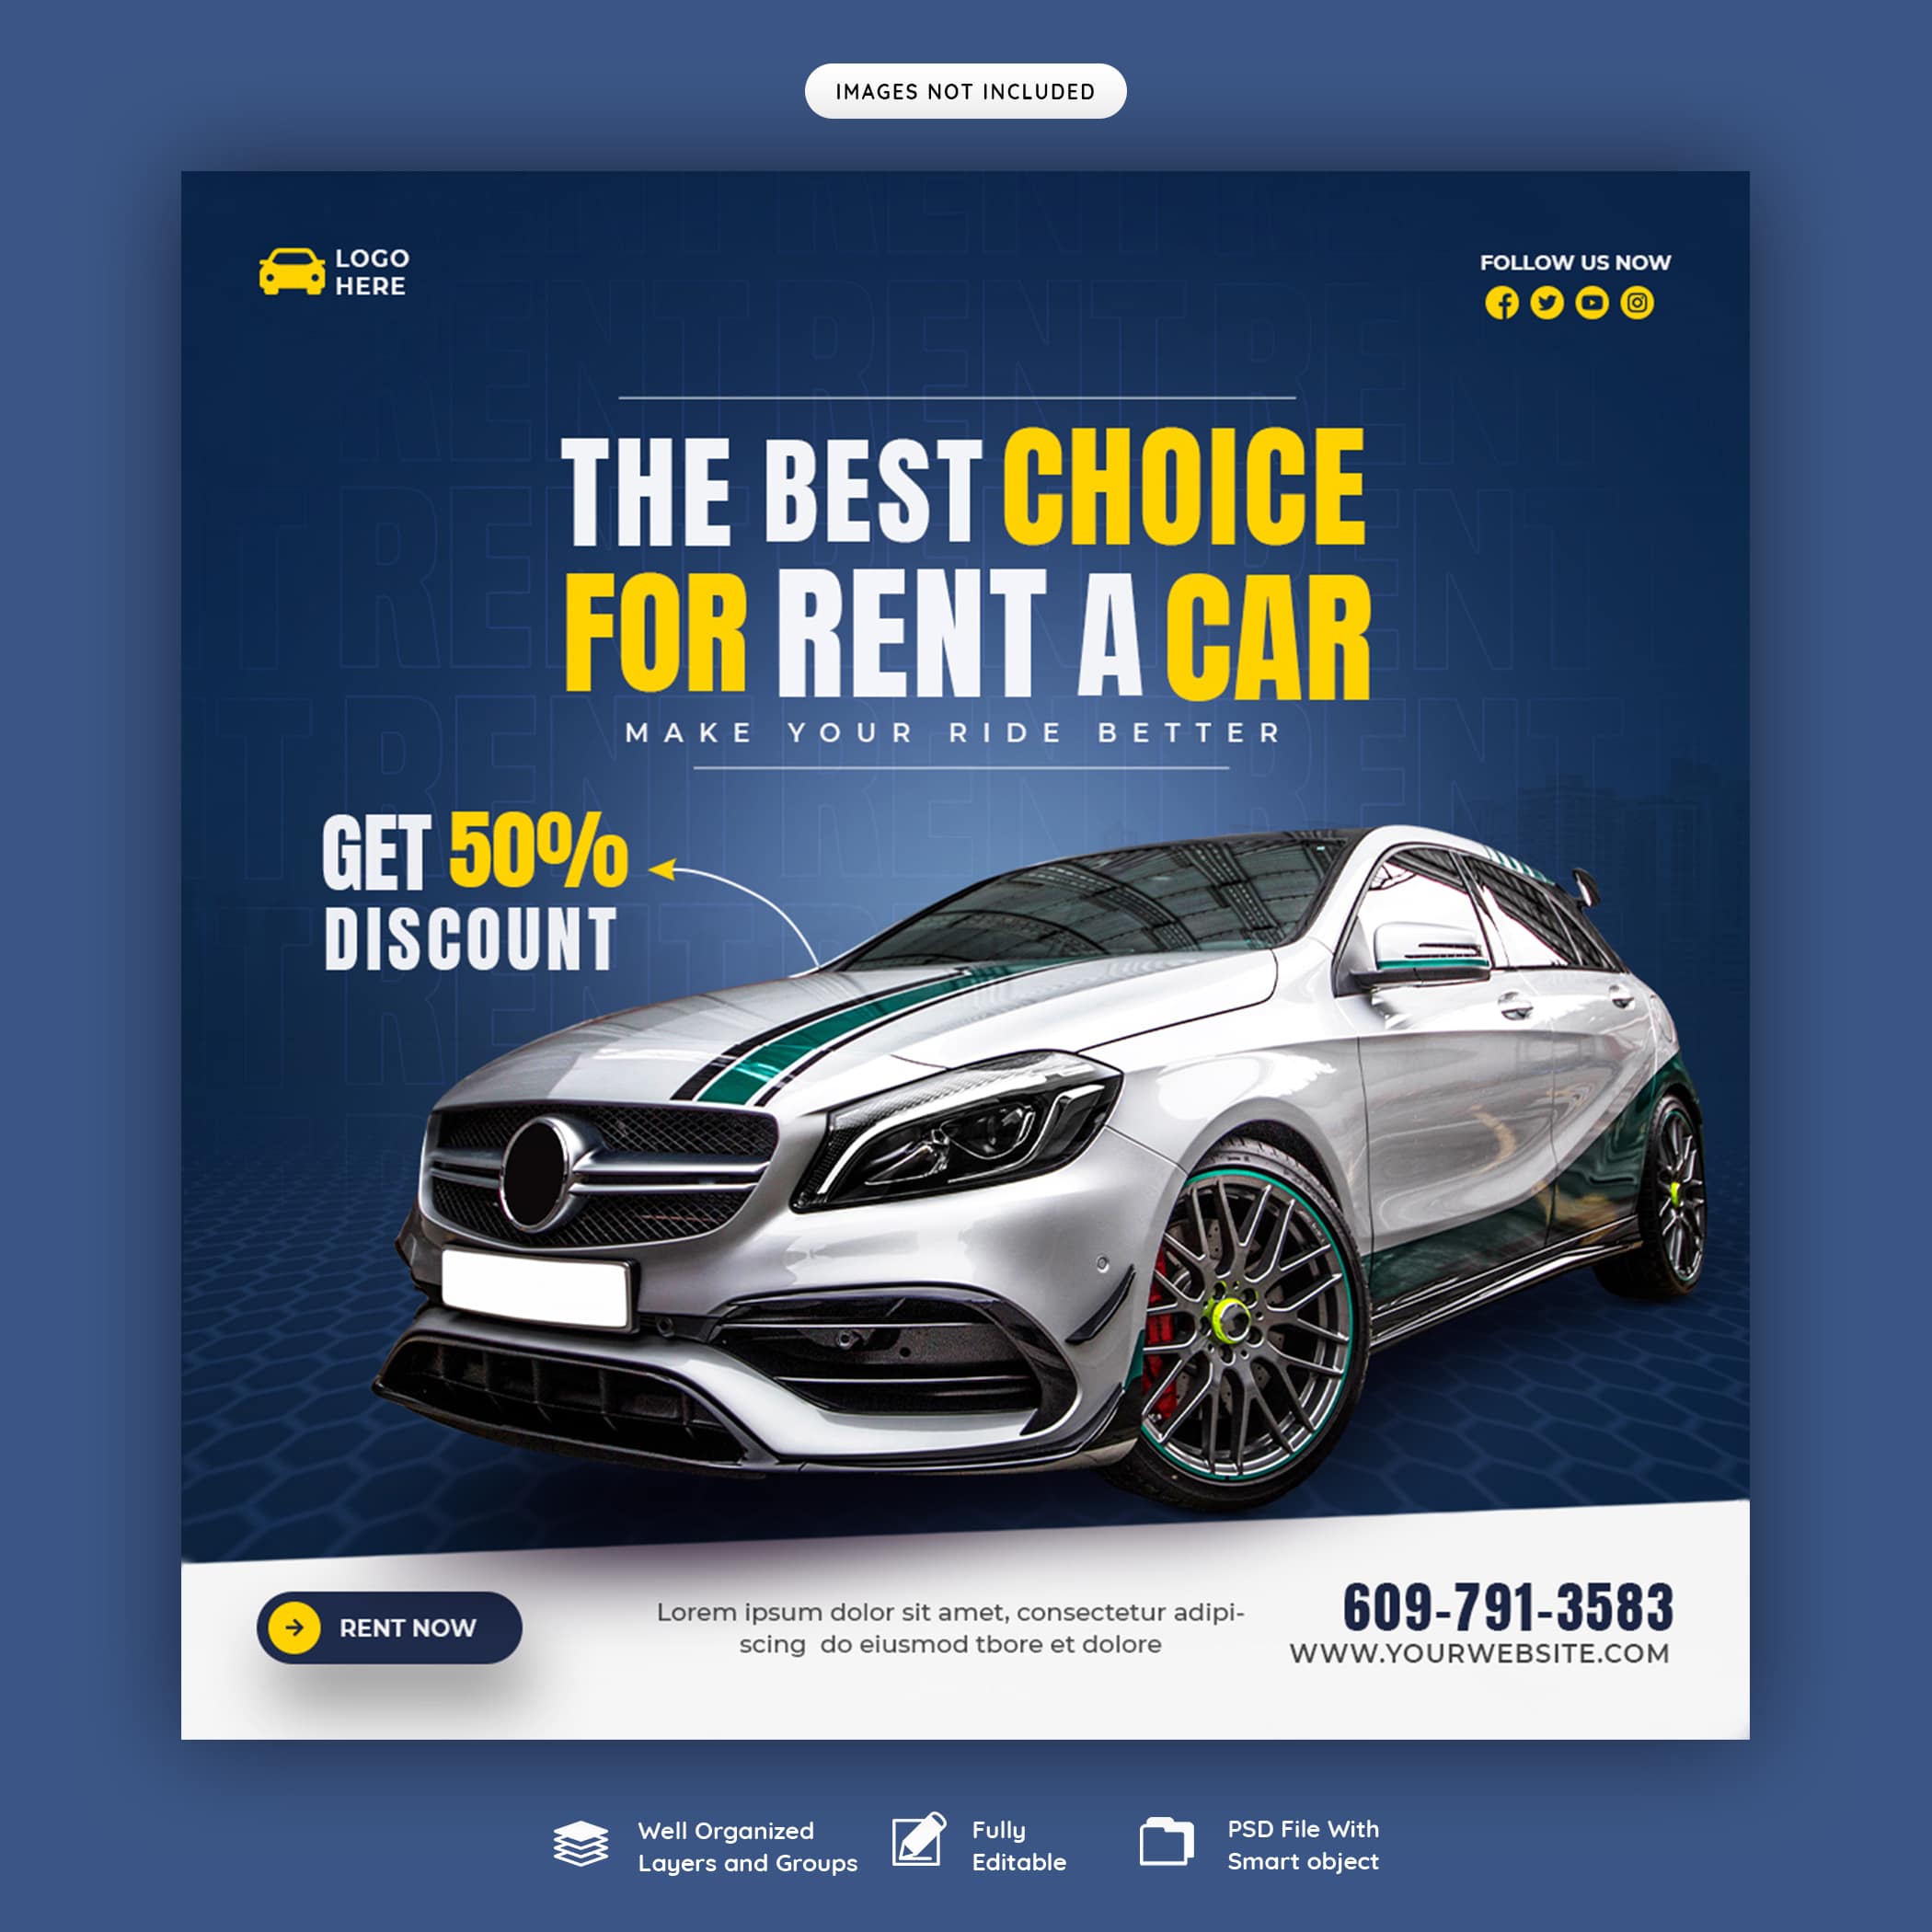 IMAGES NOT INCLUDED
LOGO
HERE
FOLLOW US NOW
THE BEST CHOICE
FOR RENT A CAR
MAKE YOUR RIDE BETTER
GET 50%
DISCOUNT
RENT NOW
Lorem ipsum dolor sit amet, consectetur adipi-
scing do eiusmod tbore et dolore
609-791-3583
WWW.YOURWEBSITE.COM
Well Organized
Layers and Groups
Fully
Editable
PSD File With
Smart object